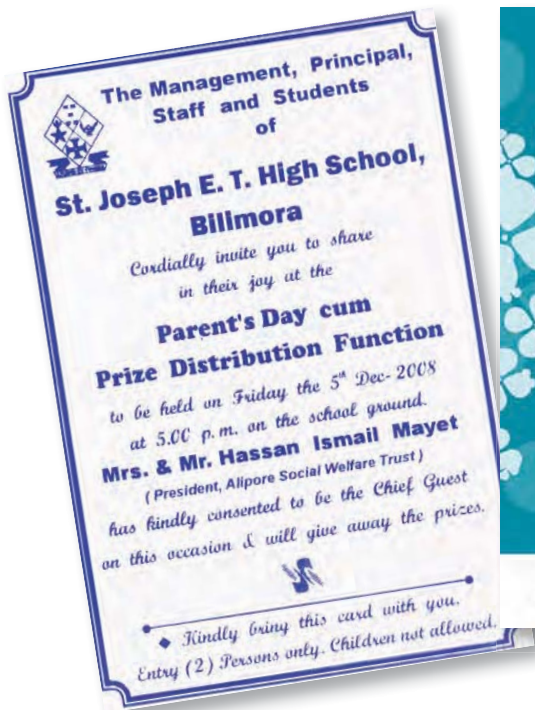 The Management, Principal,
Staff and Students
of
St. Joseph E. T. High School,
Billmora
Cordially invite you to share
in their joy at the
Parent's Day cum
Prize Distribution Function
to be held on Friday the 5th Dec- 2008
at 5.00 p.m. on the school ground.
Mrs. & Mr. Hassan Ismail Mayet
( President, Alipore Social Welfare Trust )
has kindly consented to be the Chief Guest
on this occasion & will give away the prizes.
◆ Kindly bring this card with you.
Entry (2) Persons only. Children not allowed.